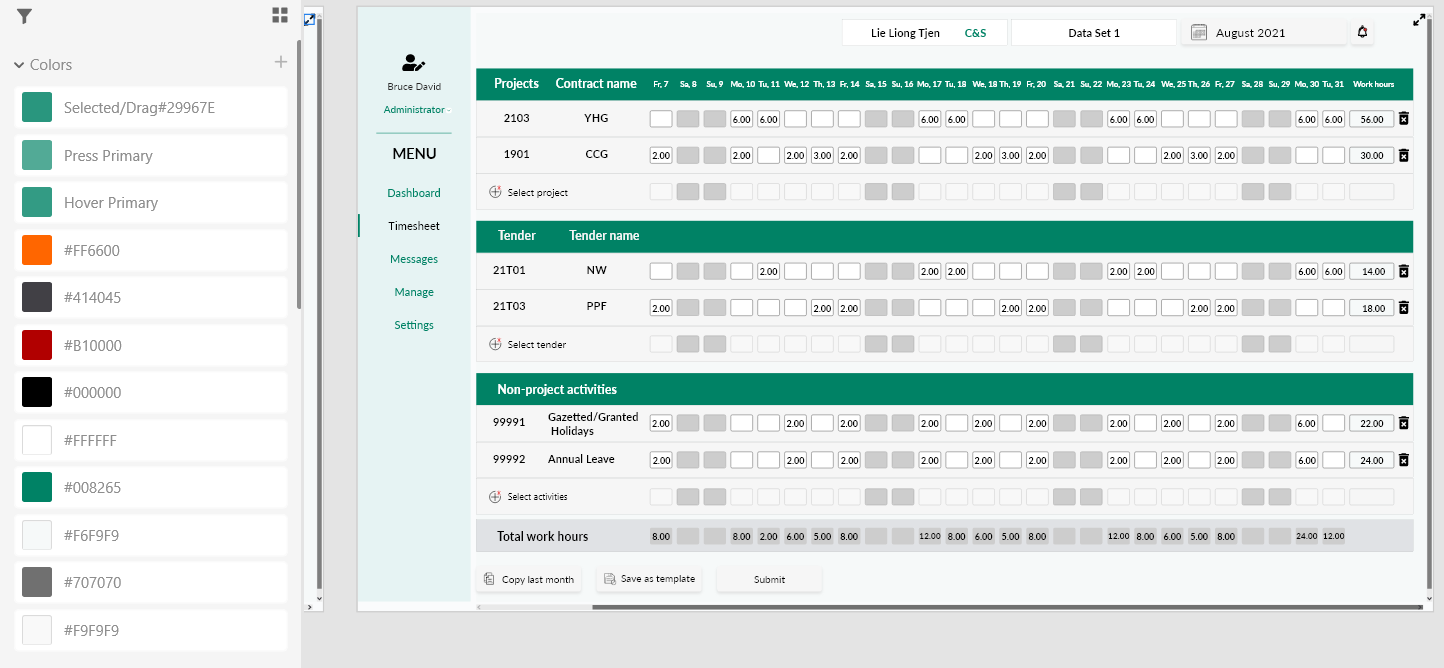 Colors
Selected/Drag#29967E
Press Primary
Hover Primary
#FF6600
#414045
#B10000
#000000
#FFFFFF
#008265
#F6F9F9
#707070
#F9F9F9
Bruce David
Administrator
MENU
Dashboard
Timesheet
Messages
Manage
Settings
Lie Liong Tjen C&S Data Set 1 August 2021
Projects Contract name Fr, 7 Sa, 8 Su, 9 Mo, 10 Tu, 11 We, 12 Th, 13 Fr, 14 Sa, 15 Su, 16 Mo, 17 Tu, 18 We, 18 Th, 19 Fr, 20 Sa, 21 Su, 22 Mo, 23 Tu, 24 We, 25 Th, 26 Fr, 27 Sa, 28 Su, 29 Mo, 30 Tu, 31 Work hours
2103 YHG 6.00 6.00 6.00 6.00 6.00 6.00 6.00 6.00 56.00
1901 CCG 2.00 2.00 2.00 3.00 2.00 2.00 3.00 2.00 2.00 3.00 2.00 30.00
Select project
Tender Tender name
21T01 NW 2.00 2.00 2.00 2.00 2.00 6.00 6.00 14.00
21T03 PPF 2.00 2.00 2.00 2.00 2.00 2.00 2.00 18.00
Select tender
Non-project activities
99991 Gazetted/Granted
Holidays 2.00 2.00 2.00 2.00 2.00 2.00 2.00 2.00 2.00 6.00 22.00
99992 Annual Leave 2.00 2.00 2.00 2.00 2.00 2.00 2.00 2.00 2.00 6.00 24.00
Select activities
Total work hours 8.00 8.00 2.00 6.00 5.00 8.00 12.00 8.00 6.00 5.00 8.00 12.00 8.00 6.00 5.00 8.00 24.00 12.00
Copy last month Save as template Submit